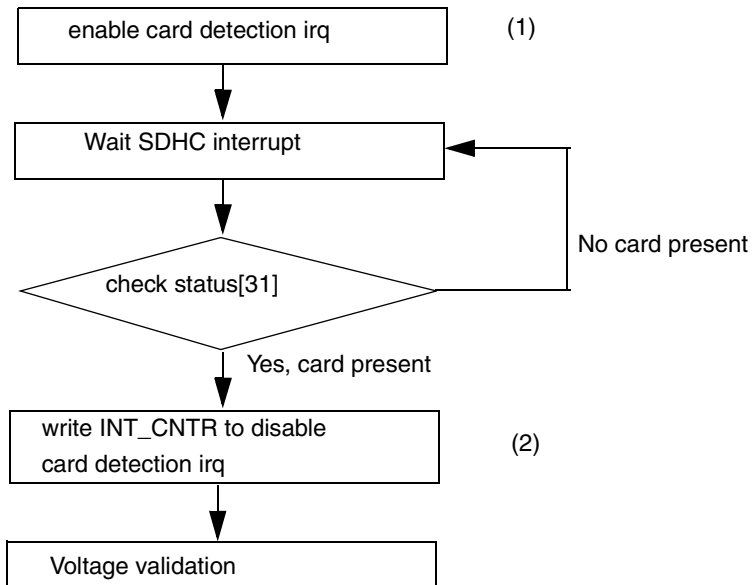 enable card detection irq
(1)
Wait SDHC interrupt
No card present
check status[31]
Yes, card present
write INT_CNTR to disable
card detection irq
(2)
Voltage validation